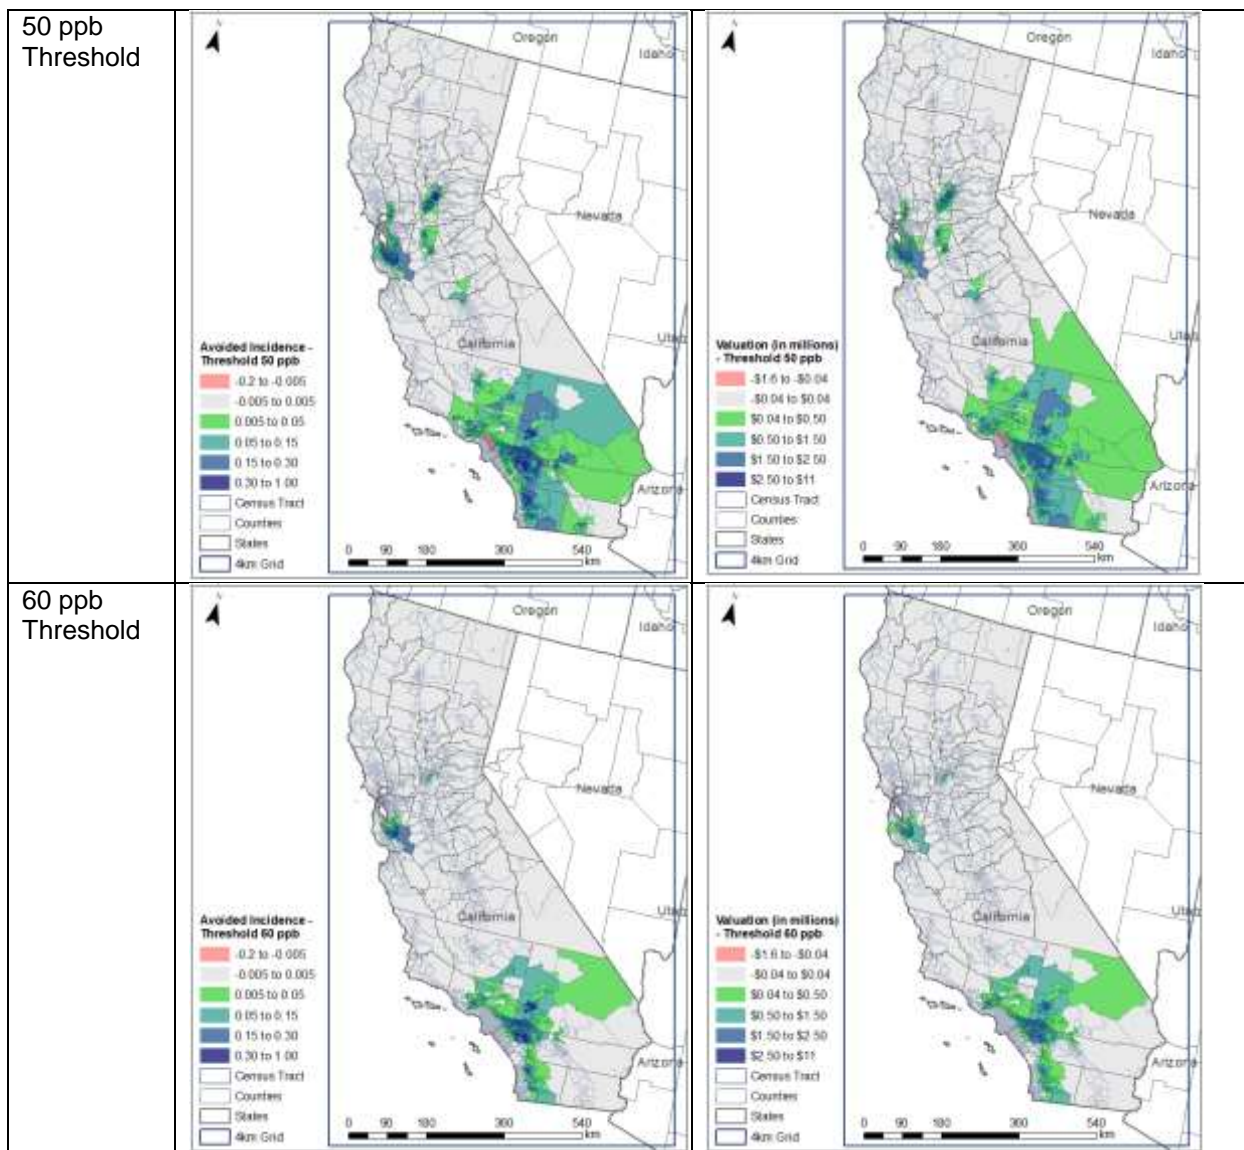 50 ppb
Threshold
Oregon
Idaho
Nevada
Utah
California
Arizona
Avoided Incidence -
Threshold 50 ppb
-0.2 to -0.005
-0.005 to 0.005
0.005 to 0.05
0.05 to 0.15
0.15 to 0.30
0.30 to 1.00
Census Tract
Counties
States
4km Grid
0 90 180 360 540
km
Oregon
Idaho
Nevada
Utah
California
Arizona
Valuation (in millions)
- Threshold 50 ppb
-$1.6 to -$0.04
-$0.04 to $0.04
$0.04 to $0.50
$0.50 to $1.50
$1.50 to $2.50
$2.50 to $11
Census Tract
Counties
States
4km Grid
0 90 180 360 540
km
60 ppb
Threshold
Oregon
Idaho
Nevada
Utah
California
Arizona
Avoided Incidence -
Threshold 60 ppb
-0.2 to -0.005
-0.005 to 0.005
0.005 to 0.05
0.05 to 0.15
0.15 to 0.30
0.30 to 1.00
Census Tract
Counties
States
4km Grid
0 90 180 360 540
km
Oregon
Idaho
Nevada
Utah
California
Arizona
Valuation (in millions)
- Threshold 60 ppb
-$1.6 to -$0.04
-$0.04 to $0.04
$0.04 to $0.50
$0.50 to $1.50
$1.50 to $2.50
$2.50 to $11
Census Tract
Counties
States
4km Grid
0 90 180 360 540
km